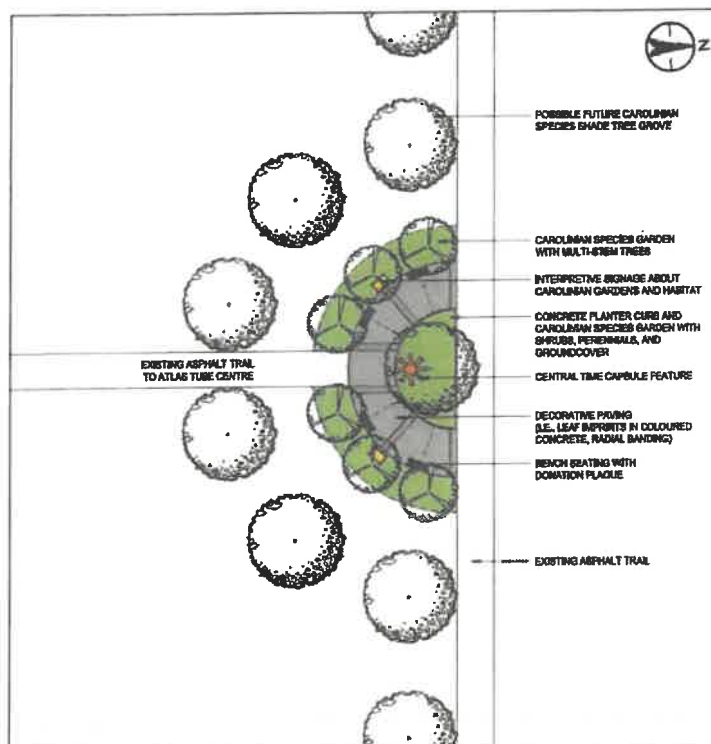 N
POSSIBLE FUTURE CAROLINIAN
SPECIES SHADE TREE GROVE
CAROLINIAN SPECIES GARDEN
WITH MULTI-STEM TREES
INTERPRETIVE SIGNAGE ABOUT
CAROLINIAN GARDENS AND HABITAT
CONCRETE PLANTER CURB AND
CAROLINIAN SPECIES GARDEN WITH
SHRUBS, PERENNIALS, AND
GROUNDCOVER
EXISTING ASPHALT TRAIL
TO ATLAS TUBE CENTRE
CENTRAL TIME CAPSULE FEATURE
DECORATIVE PAVING
(I.E., LEAF IMPRINTS IN COLOURED
CONCRETE, RADIAL BANDING)
BENCH SEATING WITH
DONATION PLAQUE
EXISTING ASPHALT TRAIL